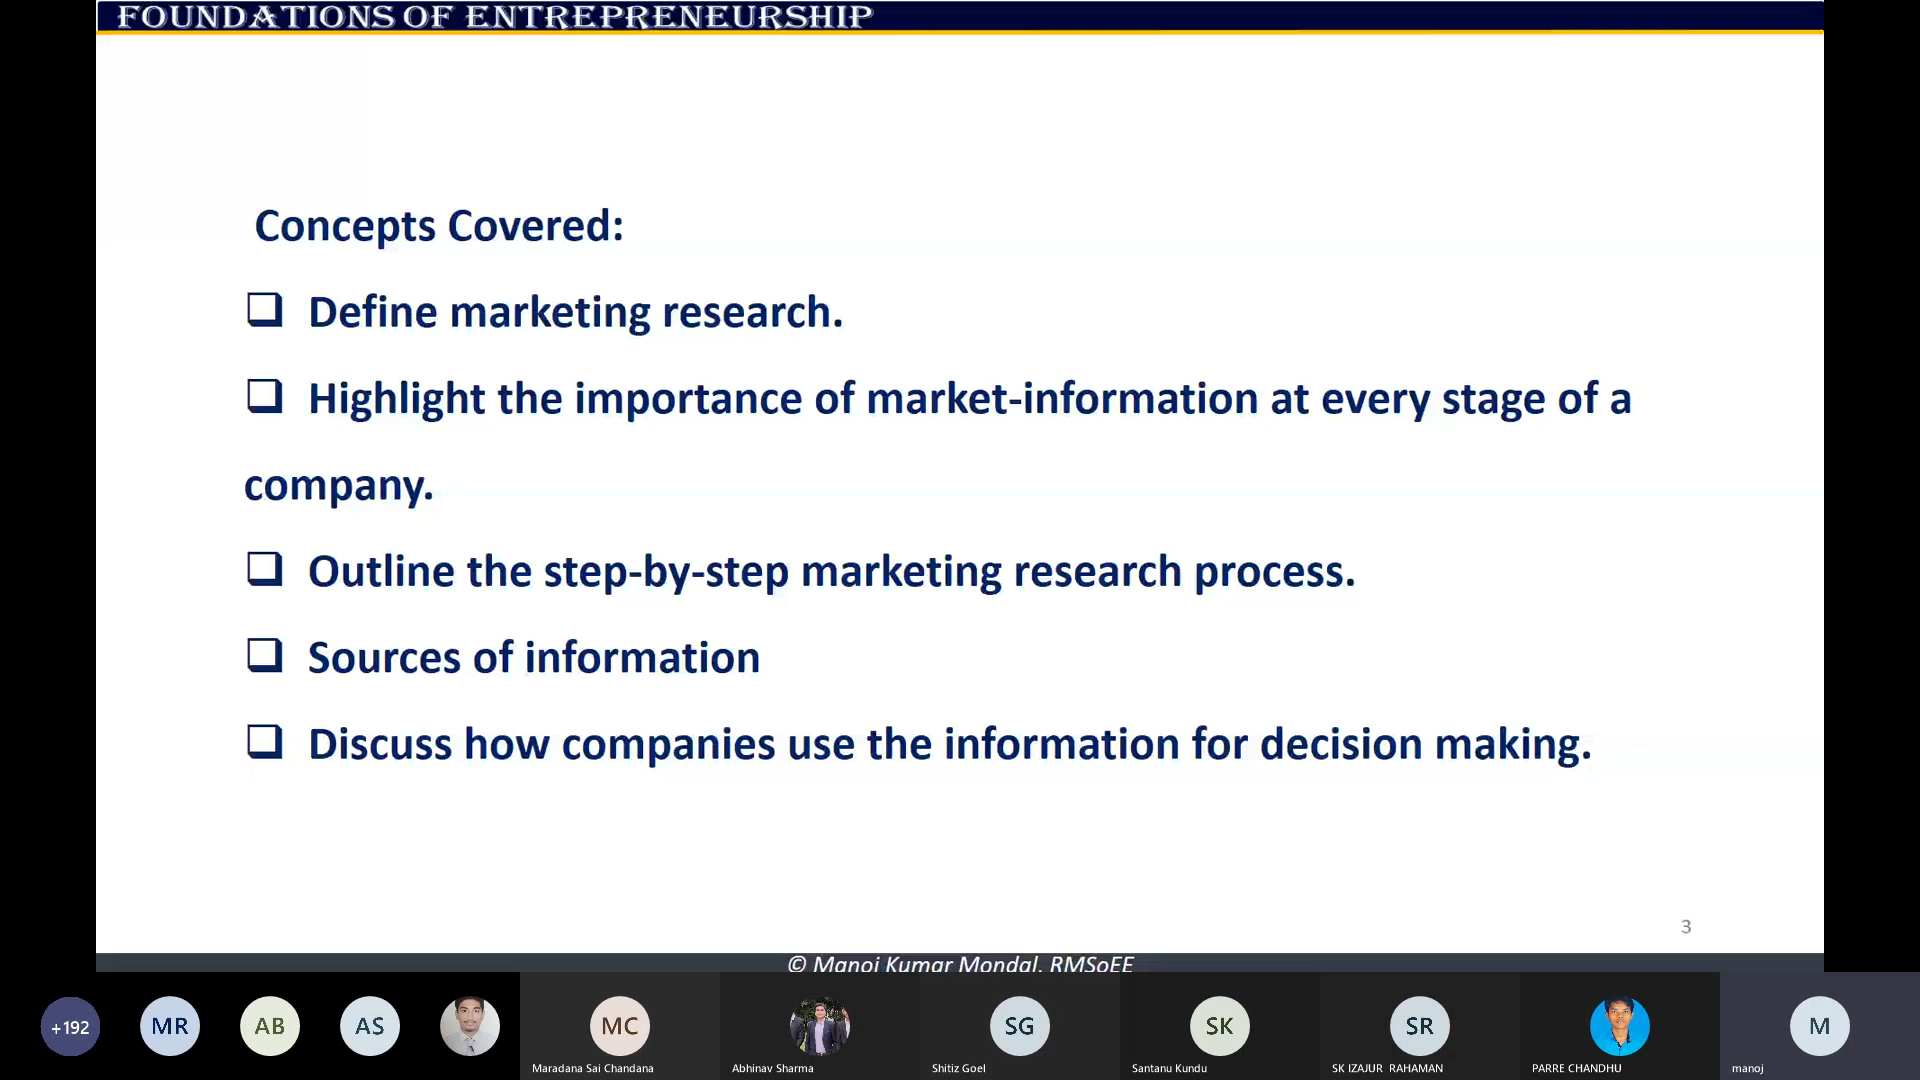 FOUNDATIONS OF ENTREPRENEURSHIP
Concepts Covered:
❑ Define marketing research.
❑ Highlight the importance of market-information at every stage of a
company.
❑ Outline the step-by-step marketing research process.
❑ Sources of information
❑ Discuss how companies use the information for decision making.
3
© Manoj Kumar Mondal, RMSoEE
+192 MR AB AS MC SG SK SR M
Maradana Sai Chandana Abhinav Sharma Shitiz Goel Santanu Kundu SK IZAJUR RAHAMAN PARRE CHANDHU manoj